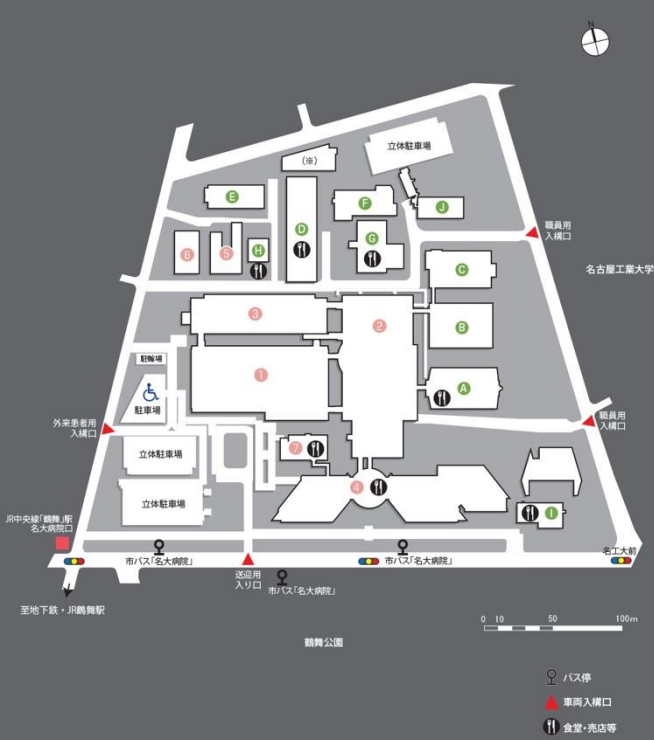 N
立体駐車場
(※)
E
D
F
J
G
H
6
5
職員用
入構口
名古屋工業大学
C
3
2
B
1
駐輪場
駐車場
A
外来患者用
入構口
職員用
入構口
立体駐車場
7
4
立体駐車場
I
JR中央線「鶴舞」駅
名大病院口
市バス「名大病院」
送迎用
入り口
市バス「名大病院」
市バス「名大病院」
名工大前
至地下鉄・JR鶴舞駅
鶴舞公園
0 10 50 100m
バス停
車両入構口
食堂・売店等